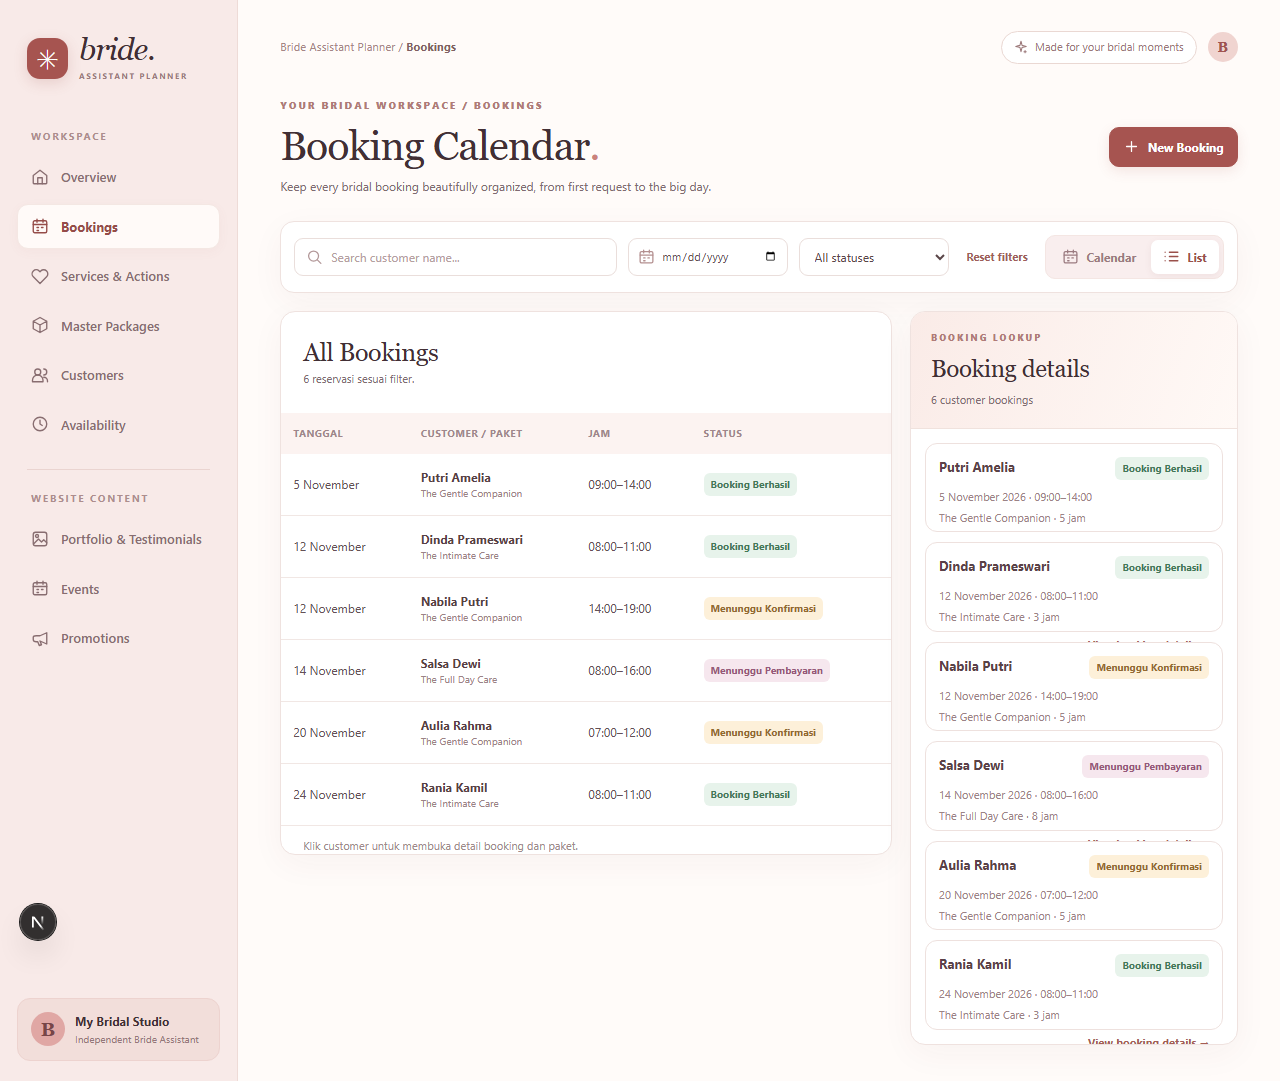 bride.
ASSISTANT PLANNER
WORKSPACE
Overview
Bookings
Services & Actions
Master Packages
Customers
Availability
WEBSITE CONTENT
Portfolio & Testimonials
Events
Promotions
N
B
My Bridal Studio
Independent Bride Assistant
Bride Assistant Planner / Bookings
Made for your bridal moments
B
YOUR BRIDAL WORKSPACE / BOOKINGS
Booking Calendar.
Keep every bridal booking beautifully organized, from first request to the big day.
New Booking
Search customer name...
mm/dd/yyyy
All statuses
Reset filters
Calendar
List
All Bookings
6 reservasi sesuai filter.
TANGGAL CUSTOMER / PAKET JAM STATUS
5 November Putri Amelia 09:00–14:00 Booking Berhasil
The Gentle Companion
12 November Dinda Prameswari 08:00–11:00 Booking Berhasil
The Intimate Care
12 November Nabila Putri 14:00–19:00 Menunggu Konfirmasi
The Gentle Companion
14 November Salsa Dewi 08:00–16:00 Menunggu Pembayaran
The Full Day Care
20 November Aulia Rahma 07:00–12:00 Menunggu Konfirmasi
The Gentle Companion
24 November Rania Kamil 08:00–11:00 Booking Berhasil
The Intimate Care
Klik customer untuk membuka detail booking dan paket.
BOOKING LOOKUP
Booking details
6 customer bookings
Putri Amelia Booking Berhasil
5 November 2026 · 09:00–14:00
The Gentle Companion · 5 jam
Dinda Prameswari Booking Berhasil
12 November 2026 · 08:00–11:00
The Intimate Care · 3 jam
Nabila Putri Menunggu Konfirmasi
12 November 2026 · 14:00–19:00
The Gentle Companion · 5 jam
Salsa Dewi Menunggu Pembayaran
14 November 2026 · 08:00–16:00
The Full Day Care · 8 jam
Aulia Rahma Menunggu Konfirmasi
20 November 2026 · 07:00–12:00
The Gentle Companion · 5 jam
Rania Kamil Booking Berhasil
24 November 2026 · 08:00–11:00
The Intimate Care · 3 jam
View booking details →